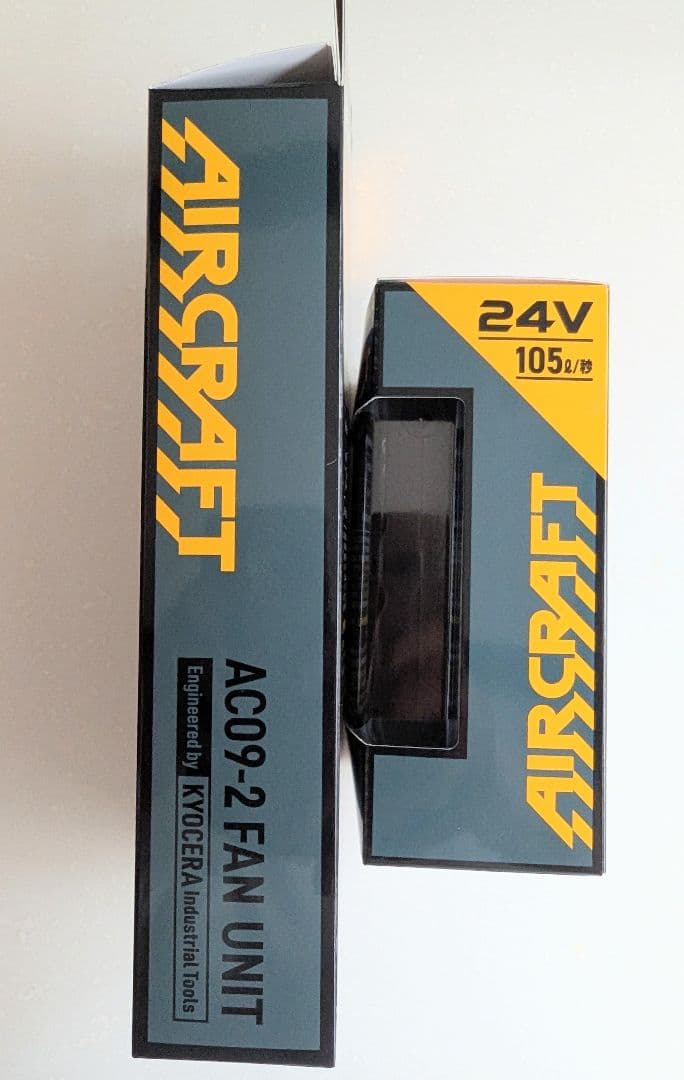 AIRCRAFT
AC09-2 FAN UNIT
Engineered by KYOCERA Industrial Tools
24V
105ℓ/秒
AIRCRAFT